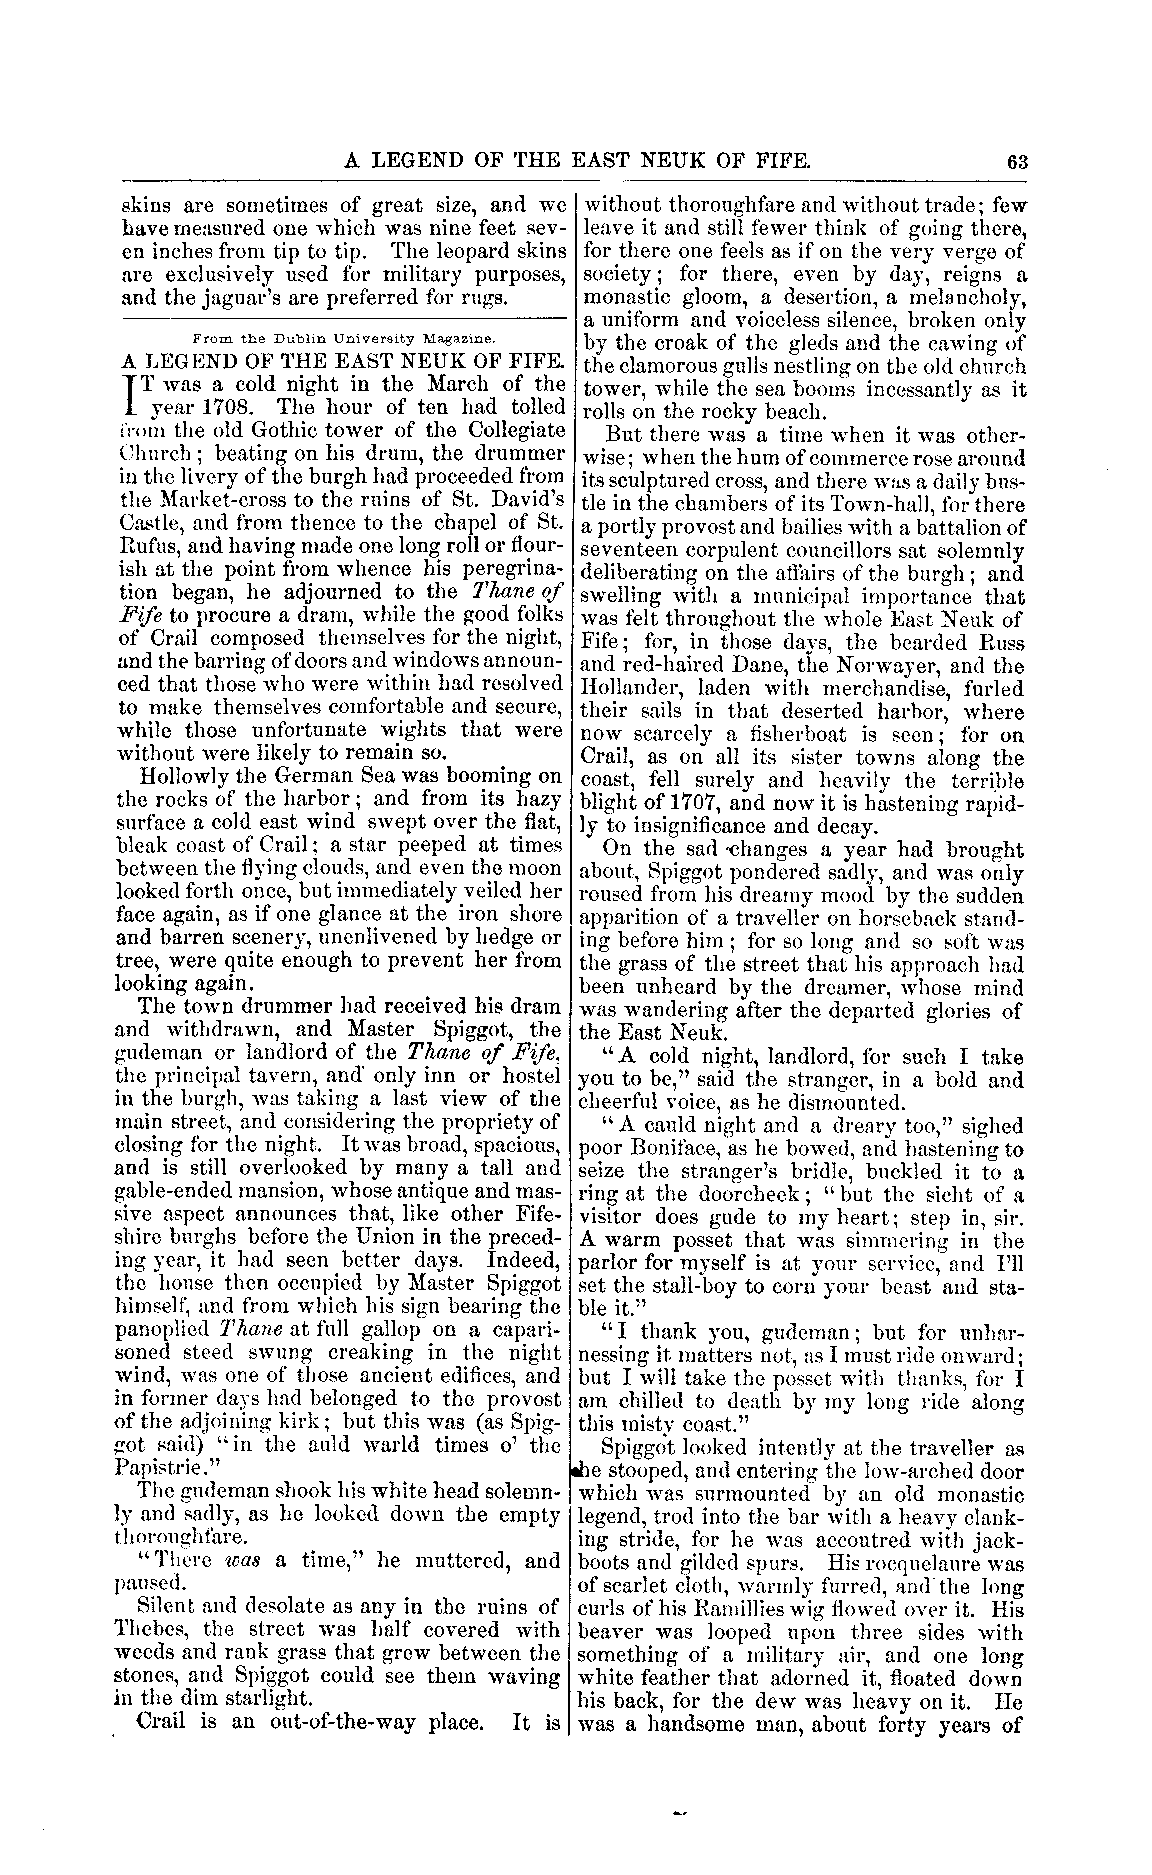 A LEGEND OF THE EAST NEUK OF FIFE. 63
skins are sometimes of great size, and we
have measured one which was nine feet sev-
en inches from tip to tip. The leopard skins
are exclusively used for military purposes,
and the jaguar's are preferred for rugs.
From the Dublin University Magazine.
A LEGEND OF THE EAST NEUK OF FIFE.
IT was a cold night in the March of the
year 1708. The hour of ten had tolled
from the old Gothic tower of the Collegiate
Church; beating on his drum, the drummer
in the livery of the burgh had proceeded from
the Market-cross to the ruins of St. David's
Castle, and from thence to the chapel of St.
Rufus, and having made one long roll or flour-
ish at the point from whence his peregrina-
tion began, he adjourned to the Thane of
Fife to procure a dram, while the good folks
of Crail composed themselves for the night,
and the barring of doors and windows announ-
ced that those who were within had resolved
to make themselves comfortable and secure,
while those unfortunate wights that were
without were likely to remain so.
Hollowly the German Sea was booming on
the rocks of the harbor; and from its hazy
surface a cold east wind swept over the flat,
bleak coast of Crail; a star peeped at times
between the flying clouds, and even the moon
looked forth once, but immediately veiled her
face again, as if one glance at the iron shore
and barren scenery, unenlivened by hedge or
tree, were quite enough to prevent her from
looking again.
The town drummer had received his dram
and withdrawn, and Master Spiggot, the
gudeman or landlord of the Thane of Fife,
the principal tavern, and only inn or hostel
in the burgh, was taking a last view of the
main street, and considering the propriety of
closing for the night. It was broad, spacious,
and is still overlooked by many a tall and
gable-ended mansion, whose antique and mas-
sive aspect announces that, like other Fife-
shire burghs before the Union in the preced-
ing year, it had seen better days. Indeed,
the house then occupied by Master Spiggot
himself, and from which his sign bearing the
panoplied Thane at full gallop on a capari-
soned steed swung creaking in the night
wind, was one of those ancient edifices, and
in former days had belonged to the provost
of the adjoining kirk; but this was (as Spig-
got said) "in the auld warld times o' the
Papistrie."
The gudeman shook his white head solemn-
ly and sadly, as he looked down the empty
thoroughfare.
"There was a time," he muttered, and
paused.
Silent and desolate as any in the ruins of
Thebes, the street was half covered with
weeds and rank grass that grew between the
stones, and Spiggot could see them waving
in the dim starlight.
Crail is an out-of-the-way place. It is
without thoroughfare and without trade; few
leave it and still fewer think of going there,
for there one feels as if on the very verge of
society; for there, even by day, reigns a
monastic gloom, a desertion, a melancholy,
a uniform and voiceless silence, broken only
by the croak of the gleds and the cawing of
the clamorous gulls nestling on the old church
tower, while the sea booms incessantly as it
rolls on the rocky beach.
But there was a time when it was other-
wise; when the hum of commerce rose around
its sculptured cross, and there was a daily bus-
tle in the chambers of its Town-hall, for there
a portly provost and bailies with a battalion of
seventeen corpulent councillors sat solemnly
deliberating on the affairs of the burgh; and
swelling with a municipal importance that
was felt throughout the whole East Neuk of
Fife; for, in those days, the bearded Russ
and red-haired Dane, the Norwayer, and the
Hollander, laden with merchandise, furled
their sails in that deserted harbor, where
now scarcely a fisherboat is seen; for on
Crail, as on all its sister towns along the
coast, fell surely and heavily the terrible
blight of 1707, and now it is hastening rapid-
ly to insignificance and decay.
On the sad changes a year had brought
about, Spiggot pondered sadly, and was only
roused from his dreamy mood by the sudden
apparition of a traveller on horseback stand-
ing before him; for so long and so soft was
the grass of the street that his approach had
been unheard by the dreamer, whose mind
was wandering after the departed glories of
the East Neuk.
"A cold night, landlord, for such I take
you to be," said the stranger, in a bold and
cheerful voice, as he dismounted.
"A cauld night and a dreary too," sighed
poor Boniface, as he bowed, and hastening to
seize the stranger's bridle, buckled it to a
ring at the doorcheek; "but the sicht of a
visitor does gude to my heart; step in, sir.
A warm posset that was simmering in the
parlor for myself is at your service, and I'll
set the stall-boy to corn your beast and sta-
ble it."
"I thank you, gudeman; but for unhar-
nessing it matters not, as I must ride onward;
but I will take the posset with thanks, for I
am chilled to death by my long ride along
this misty coast."
Spiggot looked intently at the traveller as
he stooped, and entering the low-arched door
which was surmounted by an old monastic
legend, trod into the bar with a heavy clank-
ing stride, for he was accoutred with jack-
boots and gilded spurs. His rocquelaure was
of scarlet cloth, warmly furred, and the long
curls of his Ramillies wig flowed over it. His
beaver was looped upon three sides with
something of a military air, and one long
white feather that adorned it, floated down
his back, for the dew was heavy on it. He
was a handsome man, about forty years of